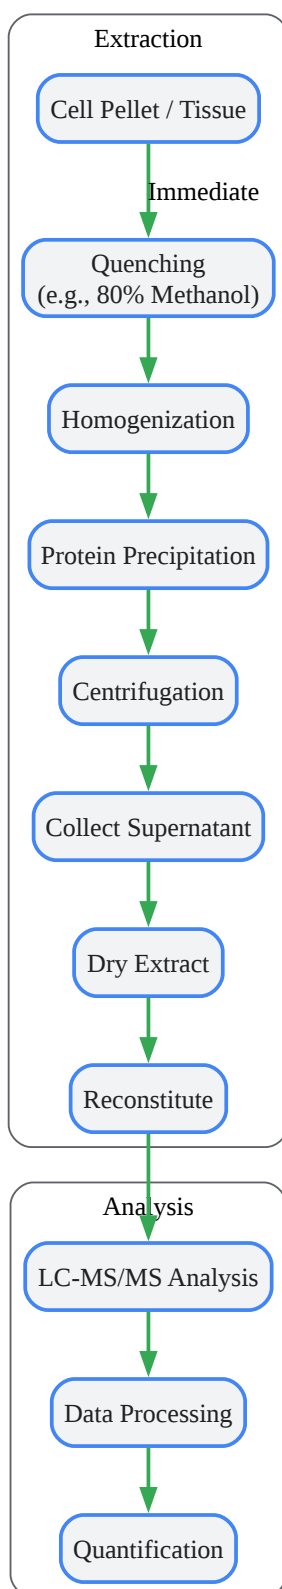 Extraction
Cell Pellet / Tissue
Immediate
Quenching
(e.g., 80% Methanol)
Homogenization
Protein Precipitation
Centrifugation
Collect Supernatant
Dry Extract
Reconstitute
Analysis
LC-MS/MS Analysis
Data Processing
Quantification